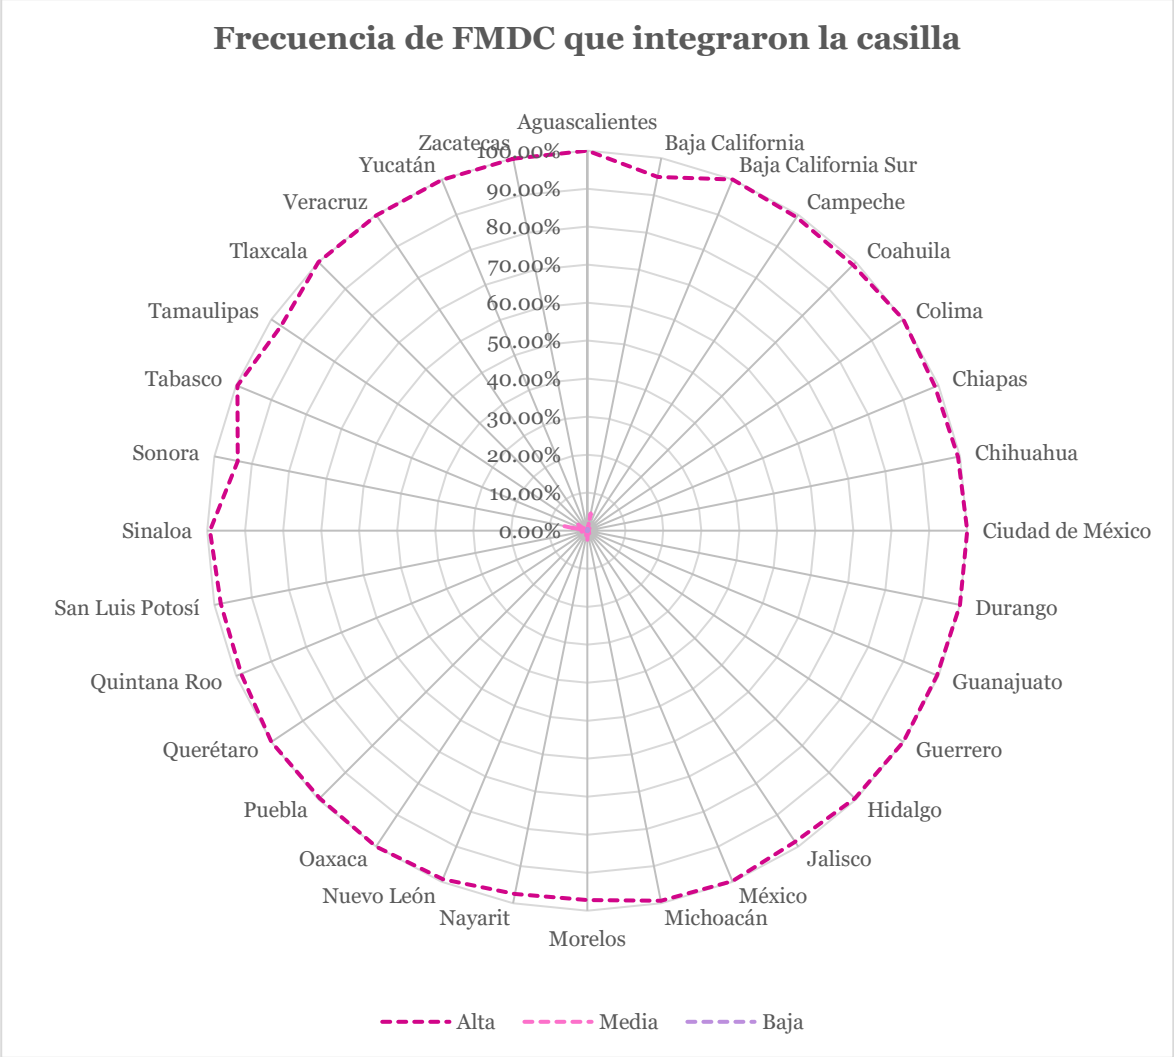 Frecuencia de FMDC que integraron la casilla
Aguascalientes
Baja California
Baja California Sur
Campeche
Coahuila
Colima
Chiapas
Chihuahua
Ciudad de México
Durango
Guanajuato
Guerrero
Hidalgo
Jalisco
México
Michoacán
Morelos
Nayarit
Nuevo León
Oaxaca
Puebla
Querétaro
Quintana Roo
San Luis Potosí
Sinaloa
Sonora
Tabasco
Tamaulipas
Tlaxcala
Veracruz
Yucatán
Zacatecas
100.00%
90.00%
80.00%
70.00%
60.00%
50.00%
40.00%
30.00%
20.00%
10.00%
0.00%
Alta Media Baja